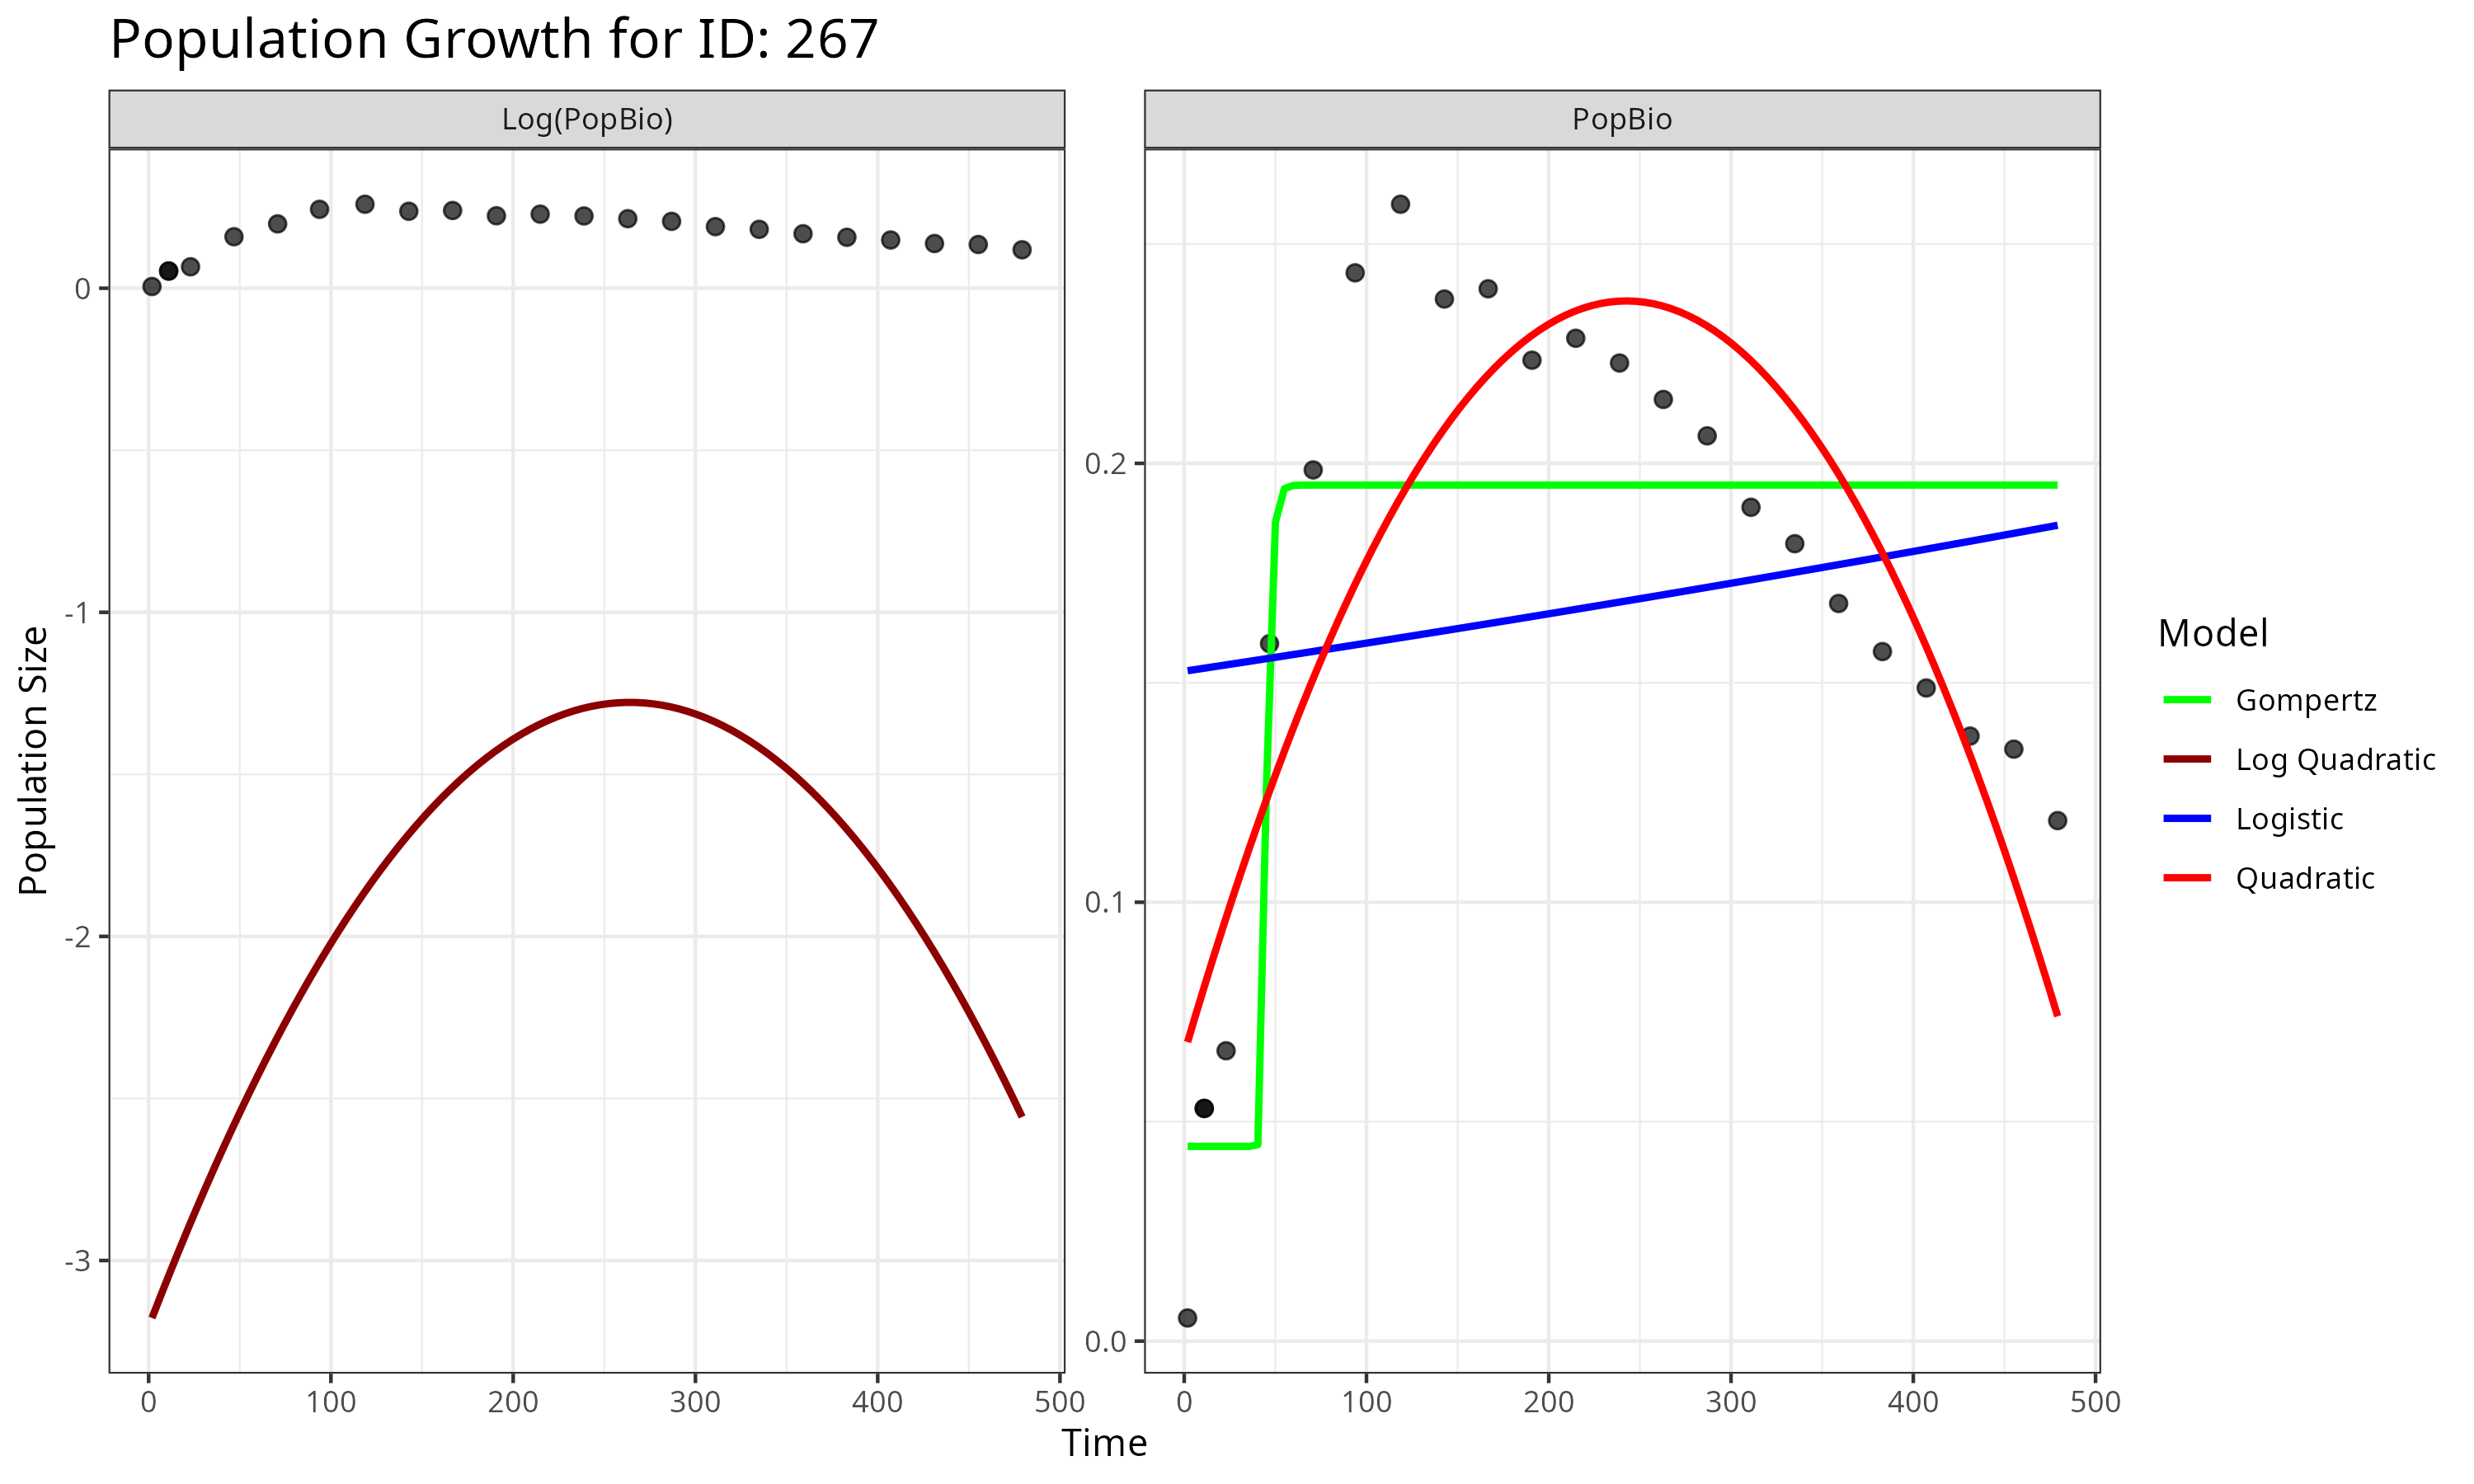 Population Growth for ID: 267
Log(PopBio)
PopBio
Population Size
0
-1
-2
-3
0.2
0.1
0.0
0 100 200 300 400 500
0 100 200 300 400 500
Time
Model
Gompertz
Log Quadratic
Logistic
Quadratic